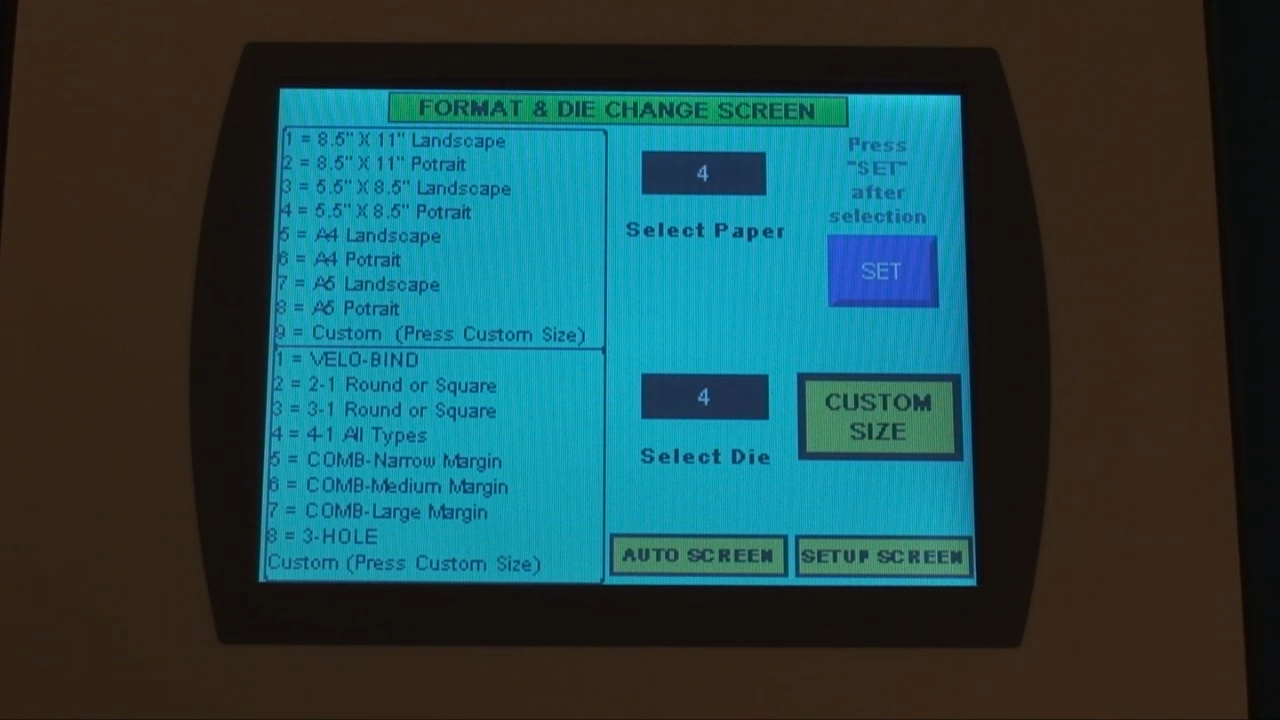 FORMAT & DIE CHANGE SCREEN
1 = 8.5" X 11" Landscape
2 = 8.5" X 11" Potrait
3 = 5.5" X 8.5" Landscape
4 = 5.5" X 8.5" Potrait
5 = A4 Landscape
6 = A4 Potrait
7 = A5 Landscape
8 = A5 Potrait
9 = Custom (Press Custom Size)
1 = VELO-BIND
2 = 2-1 Round or Square
3 = 3-1 Round or Square
4 = 4-1 All Types
5 = COMB-Narrow Margin
6 = COMB-Medium Margin
7 = COMB-Large Margin
8 = 3-HOLE
Custom (Press Custom Size)
4
Select Paper
4
Select Die
Press
"SET"
after
selection
SET
CUSTOM
SIZE
AUTO SCREEN
SETUP SCREEN